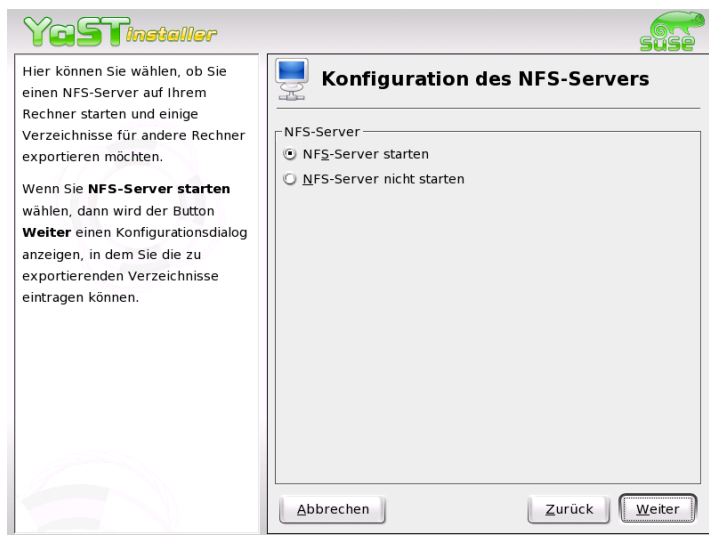 YaST installer
SUSE
Hier können Sie wählen, ob Sie
einen NFS-Server auf Ihrem
Rechner starten und einige
Verzeichnisse für andere Rechner
exportieren möchten.
Wenn Sie NFS-Server starten
wählen, dann wird der Button
Weiter einen Konfigurationsdialog
anzeigen, in dem Sie die zu
exportierenden Verzeichnisse
eintragen können.
Konfiguration des NFS-Servers
NFS-Server
NFS-Server starten
NFS-Server nicht starten
Abbrechen
Zurück
Weiter